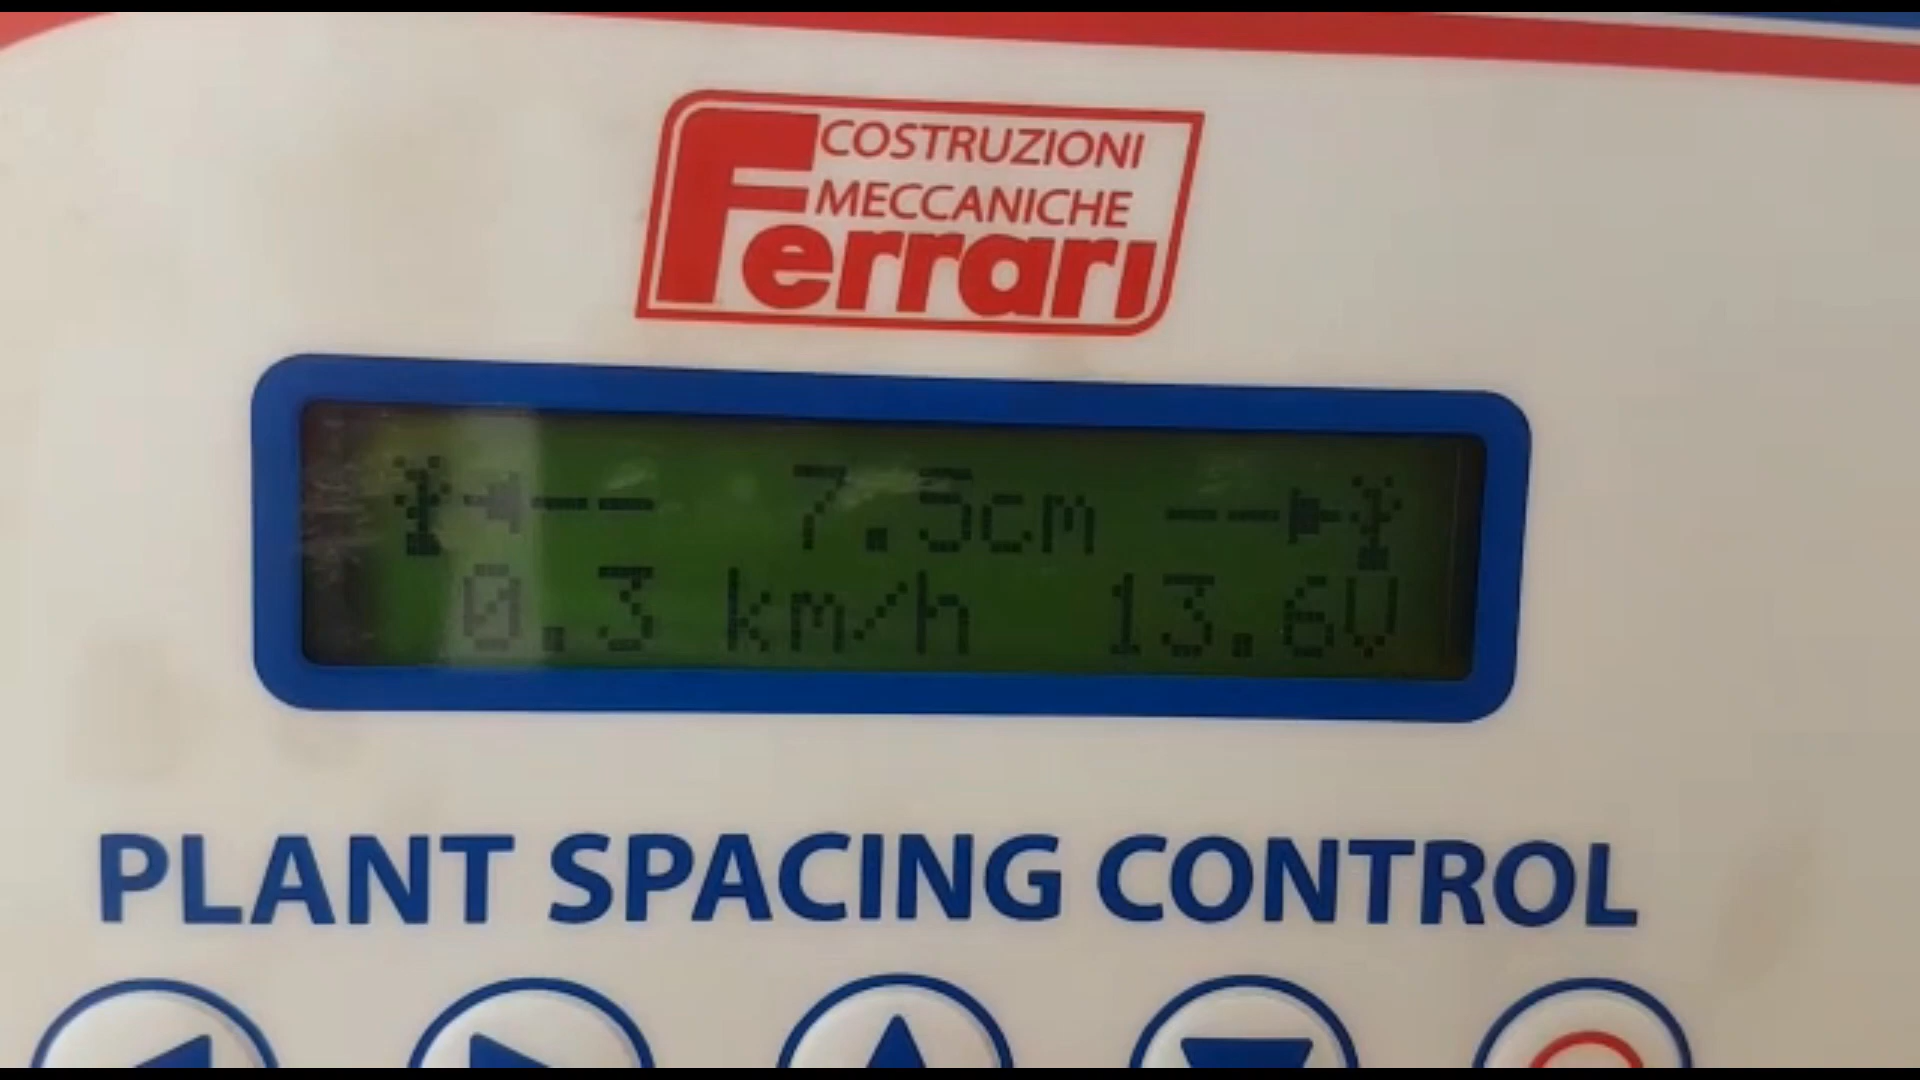 COSTRUZIONI
MECCANICHE
Ferrari
7.5cm
0.3 km/h 13.6V
PLANT SPACING CONTROL